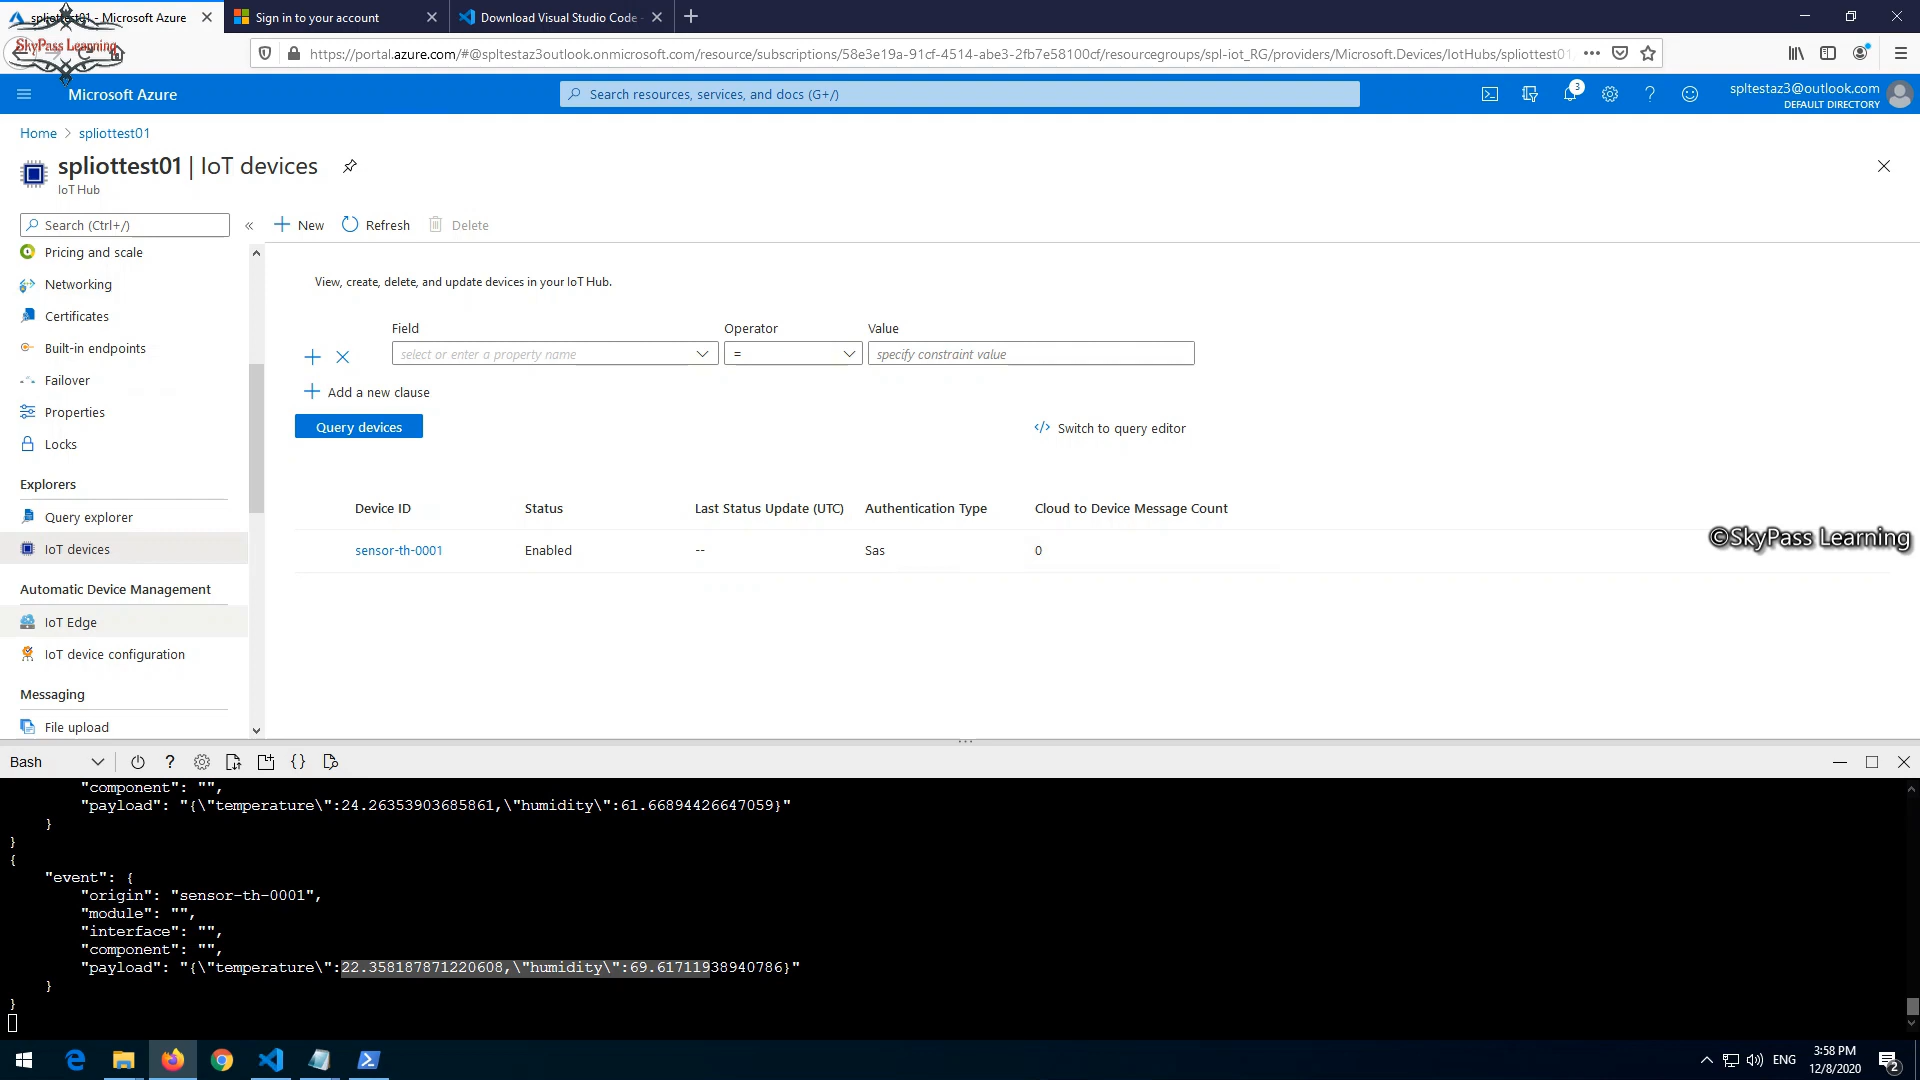 spliottest01 - Microsoft Azure
Sign in to your account
Download Visual Studio Code
SkyPass Learning
https://portal.azure.com/#@spltestaz3outlook.onmicrosoft.com/resource/subscriptions/58e3e19a-91cf-4514-abe3-2fb7e58100cf/resourcegroups/spl-iot_RG/providers/Microsoft.Devices/IotHubs/spliottest01
Microsoft Azure
Search resources, services, and docs (G+/)
3
spltestaz3@outlook.com
DEFAULT DIRECTORY
Home > spliottest01
spliottest01 | IoT devices
IoT Hub
Search (Ctrl+/)
«
New
Refresh
Delete
Pricing and scale
Networking
Certificates
Built-in endpoints
Failover
Properties
Locks
Explorers
Query explorer
IoT devices
Automatic Device Management
IoT Edge
IoT device configuration
Messaging
File upload
View, create, delete, and update devices in your IoT Hub.
Field Operator Value
select or enter a property name = specify constraint value
Add a new clause
Query devices
</> Switch to query editor
Device ID Status Last Status Update (UTC) Authentication Type Cloud to Device Message Count
sensor-th-0001 Enabled -- Sas 0
©SkyPass Learning
Bash
?
{}
"component": "",
"payload": "{\"temperature\":24.26353903685861,\"humidity\":61.66894426647059}"
}
}
{
"event": {
"origin": "sensor-th-0001",
"module": "",
"interface": "",
"component": "",
"payload": "{\"temperature\":22.358187871220608,\"humidity\":69.61711938940786}"
}
}
ENG
3:58 PM
12/8/2020
2